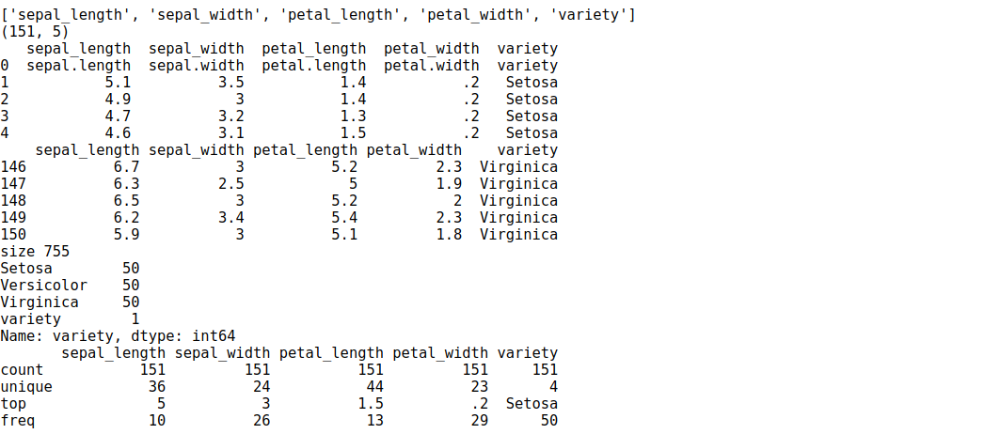 ['sepal_length', 'sepal_width', 'petal_length', 'petal_width', 'variety']
(151, 5)
   sepal_length  sepal_width  petal_length  petal_width  variety
0  sepal.length  sepal.width  petal.length  petal.width  variety
1           5.1          3.5           1.4           .2   Setosa
2           4.9            3           1.4           .2   Setosa
3           4.7          3.2           1.3           .2   Setosa
4           4.6          3.1           1.5           .2   Setosa
    sepal_length sepal_width petal_length petal_width    variety
146          6.7           3          5.2         2.3  Virginica
147          6.3         2.5            5         1.9  Virginica
148          6.5           3          5.2           2  Virginica
149          6.2         3.4          5.4         2.3  Virginica
150          5.9           3          5.1         1.8  Virginica
size 755
Setosa        50
Versicolor    50
Virginica     50
variety        1
Name: variety, dtype: int64
       sepal_length sepal_width petal_length petal_width variety
count           151         151          151         151     151
unique           36          24           44          23       4
top               5           3          1.5          .2  Setosa
freq             10          26           13          29      50